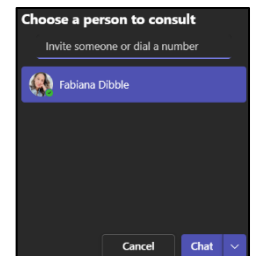 Choose a person to consult
Invite someone or dial a number
Fabiana Dibble
Cancel Chat